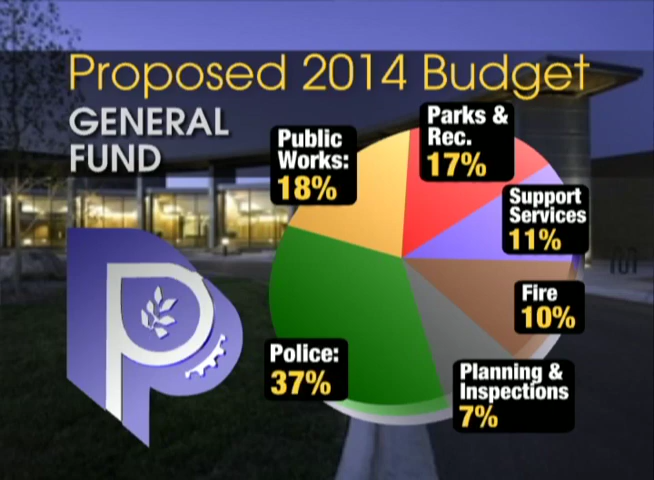 Proposed 2014 Budget
GENERAL
FUND
Public
Works:
18%
Parks &
Rec.
17%
Support
Services
11%
Fire
10%
Planning &
Inspections
7%
Police:
37%
P